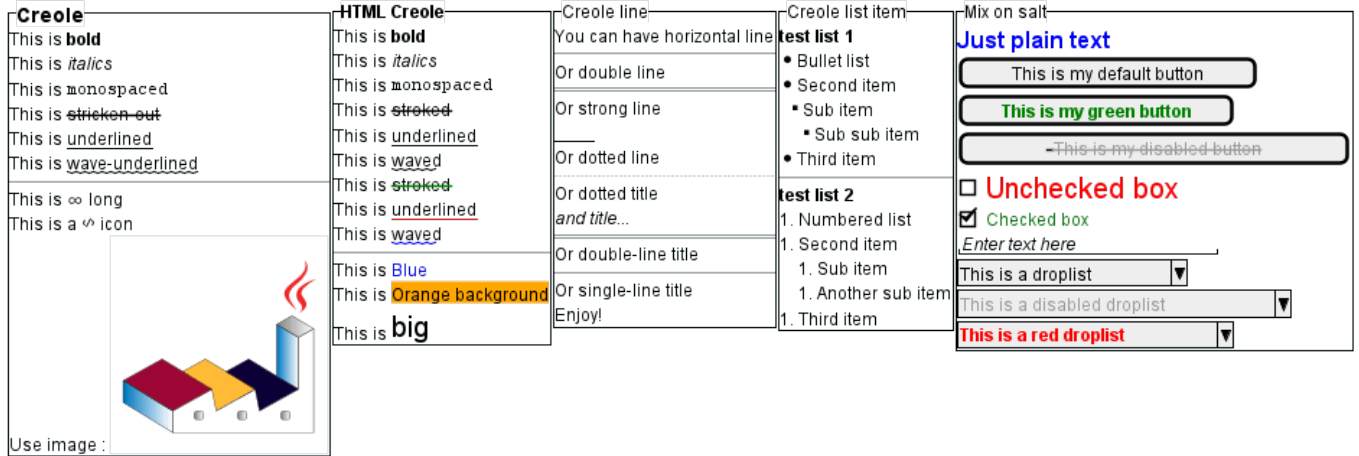 Creole
This is bold
This is italics
This is monospaced
This is stricken-out
This is underlined
This is wave-underlined
This is ∞ long
This is a icon
Use image :
HTML Creole
This is bold
This is italics
This is monospaced
This is stroked
This is underlined
This is waved
This is stroked
This is underlined
This is waved
This is Blue
This is Orange background
This is big
Creole line
You can have horizontal line
Or double line
Or strong line
Or dotted line
Or dotted title
and title...
Or double-line title
Or single-line title
Enjoy!
Creole list item
test list 1
• Bullet list
• Second item
▪ Sub item
▪ Sub sub item
• Third item
test list 2
1. Numbered list
1. Second item
1. Sub item
1. Another sub item
1. Third item
Mix on salt
Just plain text
This is my default button
This is my green button
This is my disabled button
Unchecked box
Checked box
Enter text here
This is a droplist
This is a disabled droplist
This is a red droplist